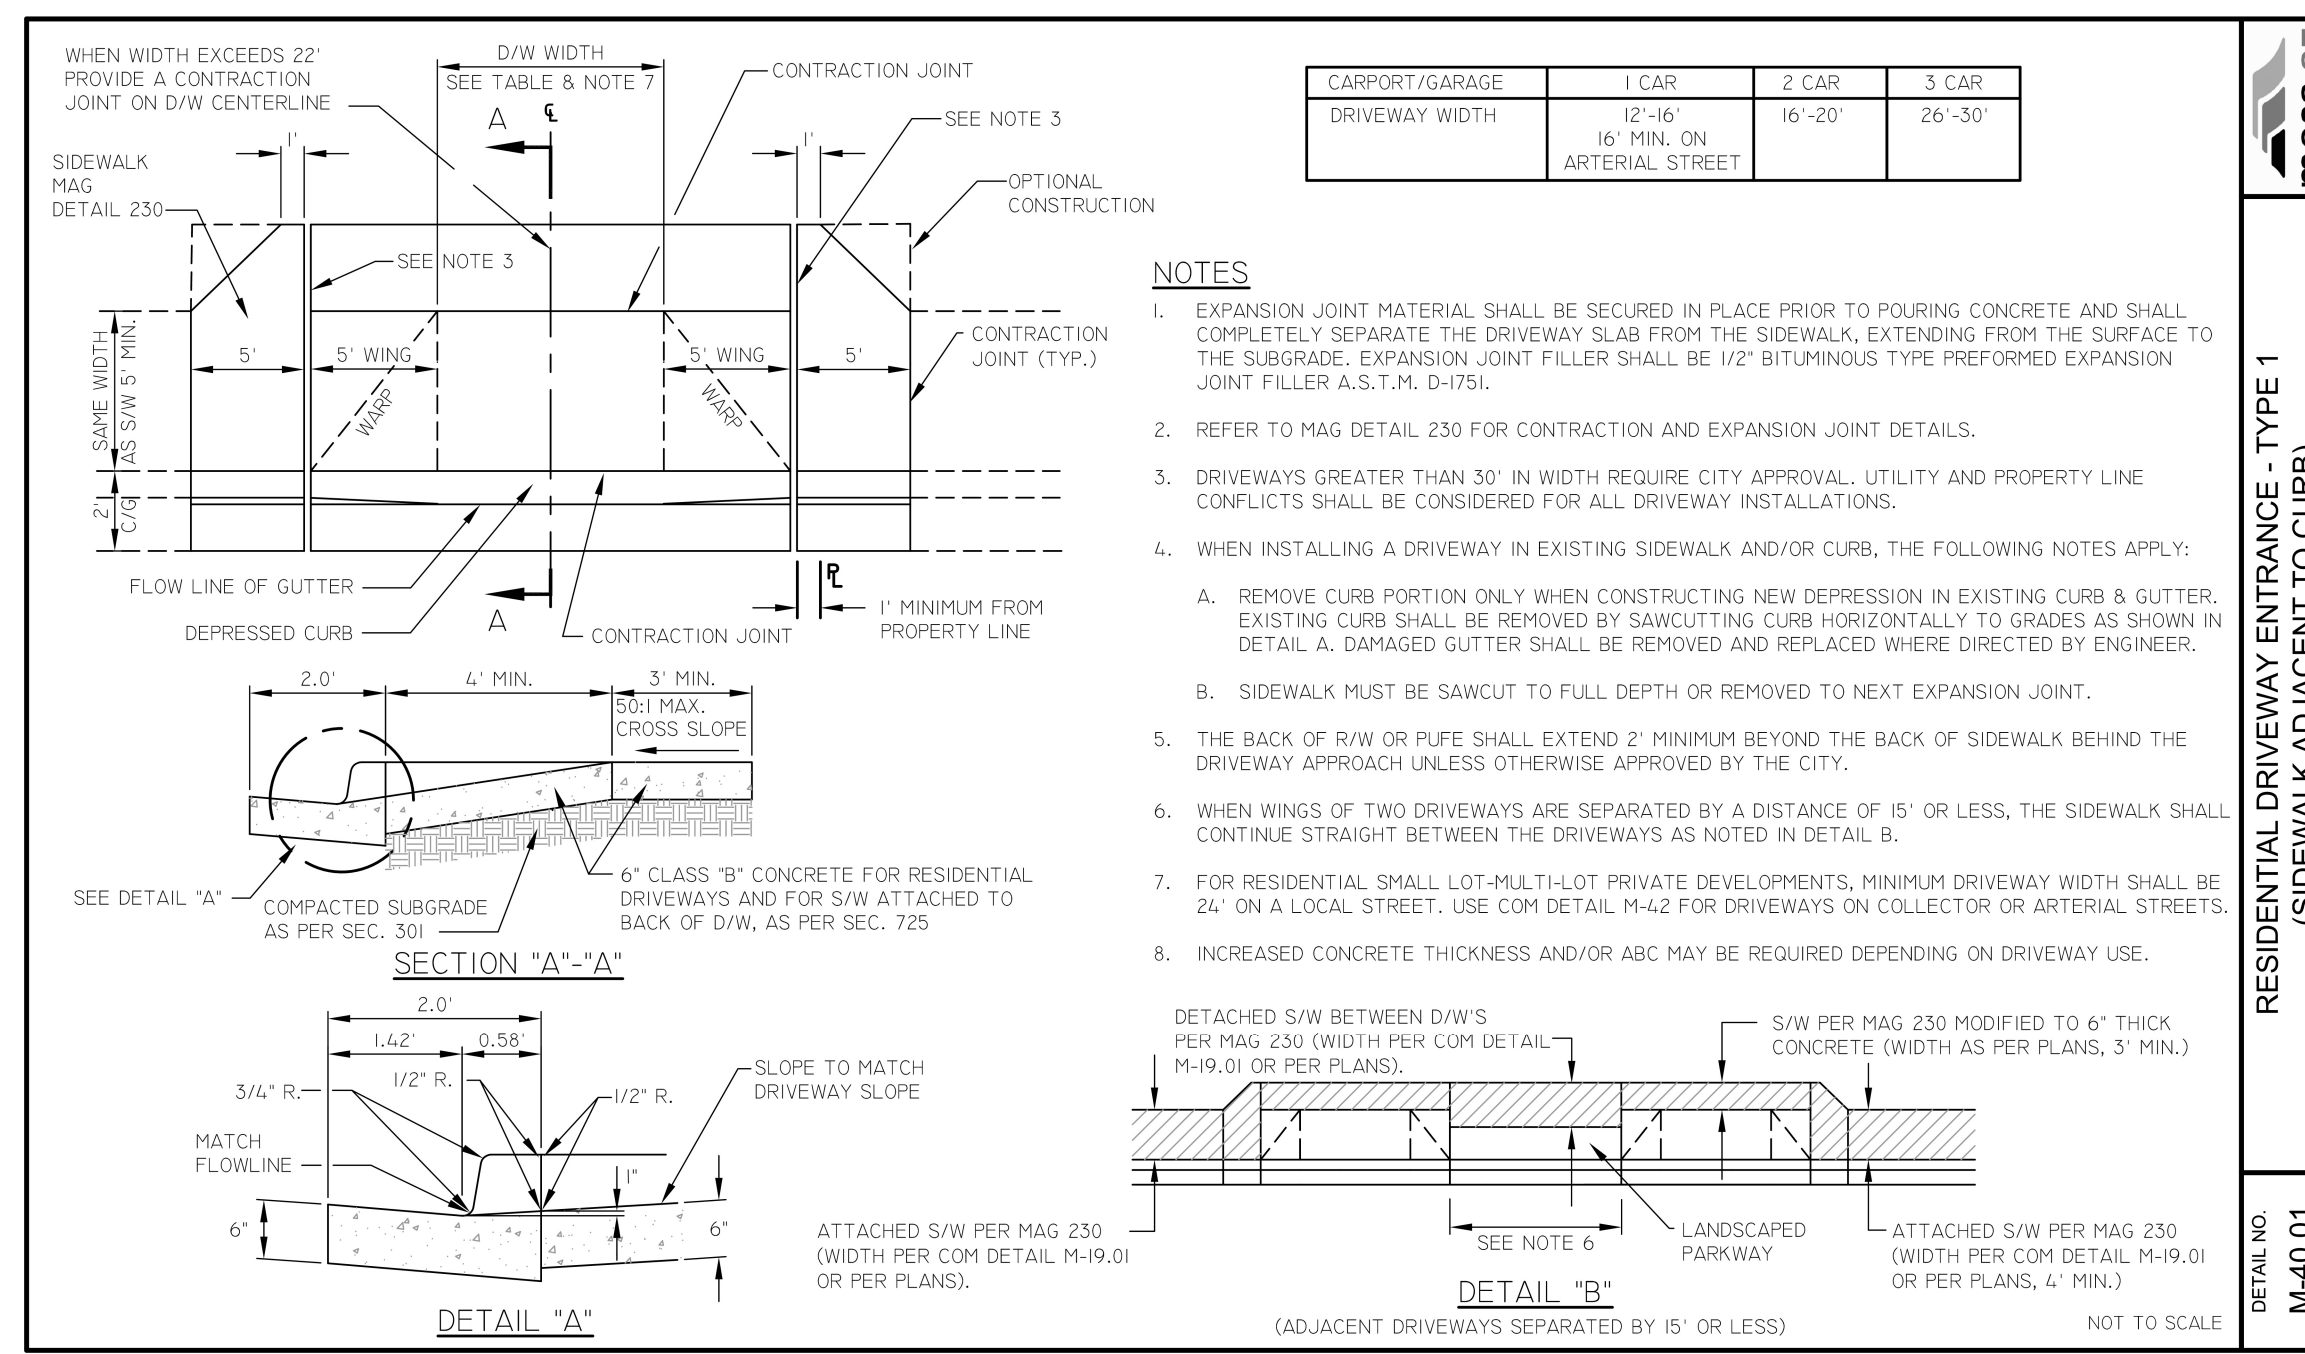 WHEN WIDTH EXCEEDS 22'
PROVIDE A CONTRACTION
JOINT ON D/W CENTERLINE
D/W WIDTH
SEE TABLE & NOTE 7
CONTRACTION JOINT
SEE NOTE 3
A
℄
1'
1'
SIDEWALK
MAG
DETAIL 230
OPTIONAL
CONSTRUCTION
SEE NOTE 3
CONTRACTION
JOINT (TYP.)
SAME WIDTH
AS S/W 5' MIN.
5'
5' WING
5' WING
5'
WARP
WARP
2'
C/G
FLOW LINE OF GUTTER
DEPRESSED CURB
A
CONTRACTION JOINT
PL
1' MINIMUM FROM
PROPERTY LINE
2.0'
4' MIN.
3' MIN.
50:1 MAX.
CROSS SLOPE
SEE DETAIL "A"
COMPACTED SUBGRADE
AS PER SEC. 301
6" CLASS "B" CONCRETE FOR RESIDENTIAL
DRIVEWAYS AND FOR S/W ATTACHED TO
BACK OF D/W, AS PER SEC. 725
SECTION "A"-"A"
2.0'
1.42'
0.58'
3/4" R.
1/2" R.
1/2" R.
SLOPE TO MATCH
DRIVEWAY SLOPE
MATCH
FLOWLINE
1"
6"
6"
DETAIL "A"
CARPORT/GARAGE 1 CAR 2 CAR 3 CAR
DRIVEWAY WIDTH 12'-16' 16'-20' 26'-30'
16' MIN. ON
ARTERIAL STREET
NOTES
1. EXPANSION JOINT MATERIAL SHALL BE SECURED IN PLACE PRIOR TO POURING CONCRETE AND SHALL
COMPLETELY SEPARATE THE DRIVEWAY SLAB FROM THE SIDEWALK, EXTENDING FROM THE SURFACE TO
THE SUBGRADE. EXPANSION JOINT FILLER SHALL BE 1/2" BITUMINOUS TYPE PREFORMED EXPANSION
JOINT FILLER A.S.T.M. D-1751.
2. REFER TO MAG DETAIL 230 FOR CONTRACTION AND EXPANSION JOINT DETAILS.
3. DRIVEWAYS GREATER THAN 30' IN WIDTH REQUIRE CITY APPROVAL. UTILITY AND PROPERTY LINE
CONFLICTS SHALL BE CONSIDERED FOR ALL DRIVEWAY INSTALLATIONS.
4. WHEN INSTALLING A DRIVEWAY IN EXISTING SIDEWALK AND/OR CURB, THE FOLLOWING NOTES APPLY:
A. REMOVE CURB PORTION ONLY WHEN CONSTRUCTING NEW DEPRESSION IN EXISTING CURB & GUTTER.
EXISTING CURB SHALL BE REMOVED BY SAWCUTTING CURB HORIZONTALLY TO GRADES AS SHOWN IN
DETAIL A. DAMAGED GUTTER SHALL BE REMOVED AND REPLACED WHERE DIRECTED BY ENGINEER.
B. SIDEWALK MUST BE SAWCUT TO FULL DEPTH OR REMOVED TO NEXT EXPANSION JOINT.
5. THE BACK OF R/W OR PUFE SHALL EXTEND 2' MINIMUM BEYOND THE BACK OF SIDEWALK BEHIND THE
DRIVEWAY APPROACH UNLESS OTHERWISE APPROVED BY THE CITY.
6. WHEN WINGS OF TWO DRIVEWAYS ARE SEPARATED BY A DISTANCE OF 15' OR LESS, THE SIDEWALK SHALL
CONTINUE STRAIGHT BETWEEN THE DRIVEWAYS AS NOTED IN DETAIL B.
7. FOR RESIDENTIAL SMALL LOT-MULTI-LOT PRIVATE DEVELOPMENTS, MINIMUM DRIVEWAY WIDTH SHALL BE
24' ON A LOCAL STREET. USE COM DETAIL M-42 FOR DRIVEWAYS ON COLLECTOR OR ARTERIAL STREETS.
8. INCREASED CONCRETE THICKNESS AND/OR ABC MAY BE REQUIRED DEPENDING ON DRIVEWAY USE.
DETACHED S/W BETWEEN D/W'S
PER MAG 230 (WIDTH PER COM DETAIL
M-19.01 OR PER PLANS).
S/W PER MAG 230 MODIFIED TO 6" THICK
CONCRETE (WIDTH AS PER PLANS, 3' MIN.)
ATTACHED S/W PER MAG 230
(WIDTH PER COM DETAIL M-19.01
OR PER PLANS).
SEE NOTE 6
LANDSCAPED
PARKWAY
ATTACHED S/W PER MAG 230
(WIDTH PER COM DETAIL M-19.01
OR PER PLANS, 4' MIN.)
DETAIL "B"
(ADJACENT DRIVEWAYS SEPARATED BY 15' OR LESS)
NOT TO SCALE
RESIDENTIAL DRIVEWAY ENTRANCE - TYPE 1
(SIDEWALK ADJACENT TO CURB)
DETAIL NO.
M-40.01